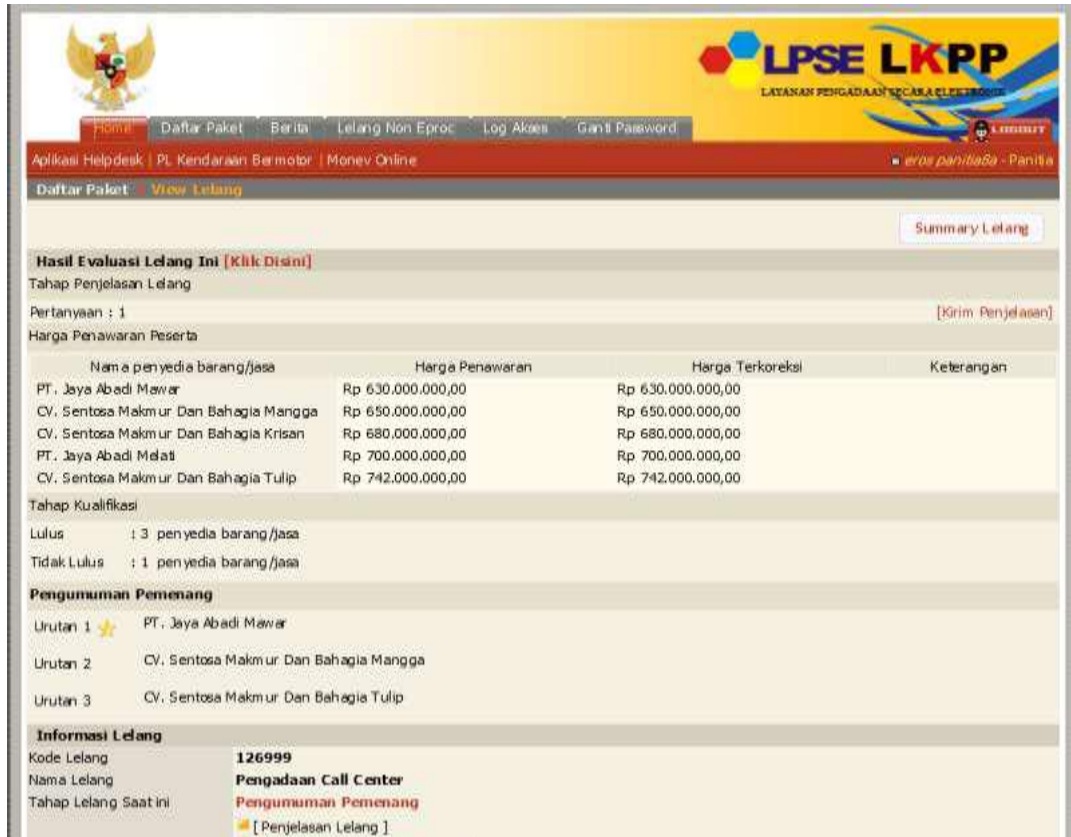 LPSE LKPP
LAYANAN PENGADAAN SECARA ELEKTRONIK
Home Daftar Paket Berita Lelang Non Eproc Log Akses Ganti Password
LOGOUT
Aplikasi Helpdesk | PL Kendaraan Bermotor | Monev Online eros panitia8a - Panitia
Daftar Paket View Lelang
Summary Lelang
Hasil Evaluasi Lelang Ini [Klik Disini]
Tahap Penjelasan Lelang
Pertanyaan : 1 [Kirim Penjelasan]
Harga Penawaran Peserta
Nama penyedia barang/jasa Harga Penawaran Harga Terkoreksi Keterangan
PT. Jaya Abadi Mawar Rp 630.000.000,00 Rp 630.000.000,00
CV. Sentosa Makmur Dan Bahagia Mangga Rp 650.000.000,00 Rp 650.000.000,00
CV. Sentosa Makmur Dan Bahagia Krisan Rp 680.000.000,00 Rp 680.000.000,00
PT. Jaya Abadi Melati Rp 700.000.000,00 Rp 700.000.000,00
CV. Sentosa Makmur Dan Bahagia Tulip Rp 742.000.000,00 Rp 742.000.000,00
Tahap Kualifikasi
Lulus : 3 penyedia barang/jasa
Tidak Lulus : 1 penyedia barang/jasa
Pengumuman Pemenang
Urutan 1 PT. Jaya Abadi Mawar
Urutan 2 CV. Sentosa Makmur Dan Bahagia Mangga
Urutan 3 CV. Sentosa Makmur Dan Bahagia Tulip
Informasi Lelang
Kode Lelang 126999
Nama Lelang Pengadaan Call Center
Tahap Lelang Saat ini Pengumuman Pemenang
[ Penjelasan Lelang ]